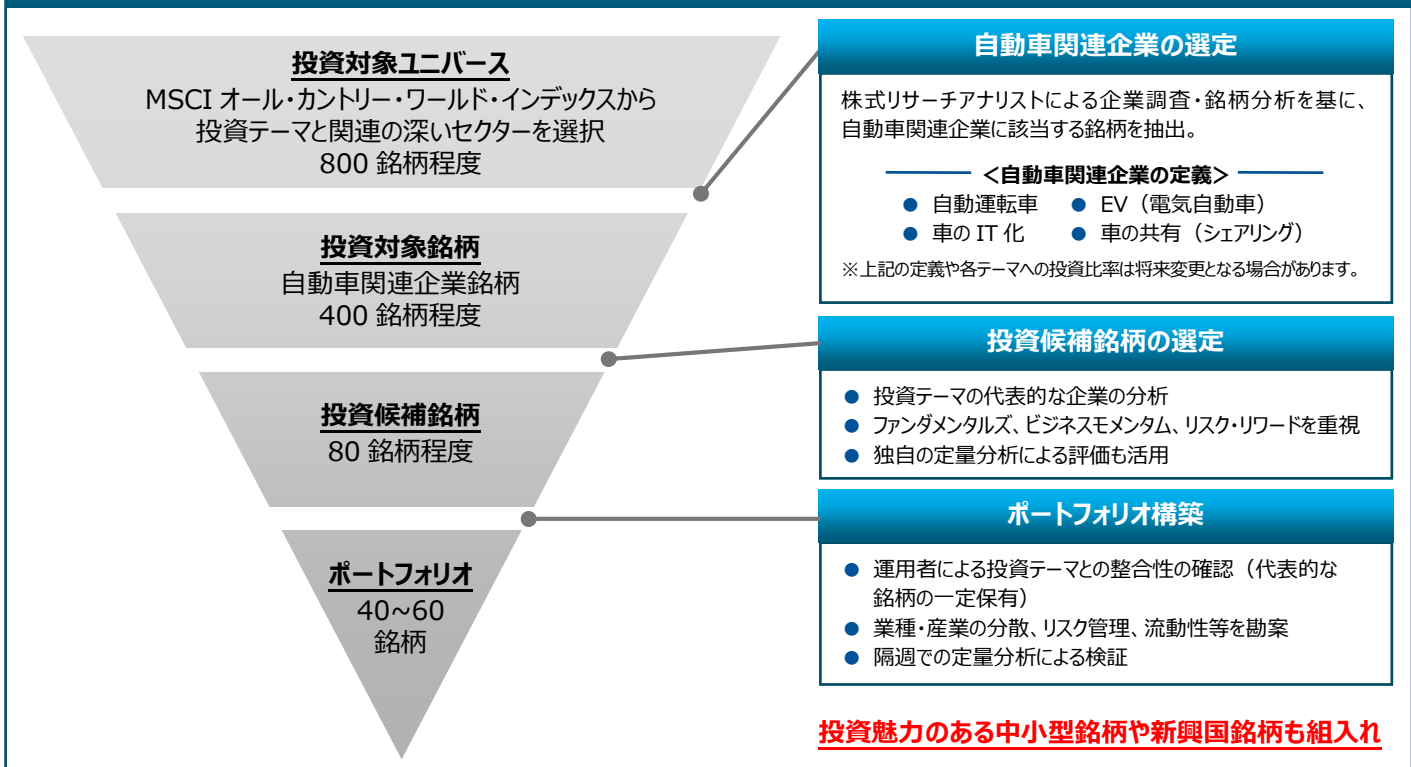 投資対象ユニバース
MSCI オール・カントリー・ワールド・インデックスから
投資テーマと関連の深いセクターを選択
800 銘柄程度
投資対象銘柄
自動車関連企業銘柄
400 銘柄程度
投資候補銘柄
80 銘柄程度
ポートフォリオ
40~60
銘柄
自動車関連企業の選定
株式リサーチアナリストによる企業調査・銘柄分析を基に、
自動車関連企業に該当する銘柄を抽出。
<自動車関連企業の定義>
● 自動運転車 ● EV（電気自動車）
● 車の IT 化 ● 車の共有（シェアリング）
※上記の定義や各テーマへの投資比率は将来変更となる場合があります。
投資候補銘柄の選定
● 投資テーマの代表的な企業の分析
● ファンダメンタルズ、ビジネスモメンタム、リスク・リワードを重視
● 独自の定量分析による評価も活用
ポートフォリオ構築
● 運用者による投資テーマとの整合性の確認（代表的な
銘柄の一定保有）
● 業種・産業の分散、リスク管理、流動性等を勘案
● 隔週での定量分析による検証
投資魅力のある中小型銘柄や新興国銘柄も組入れ